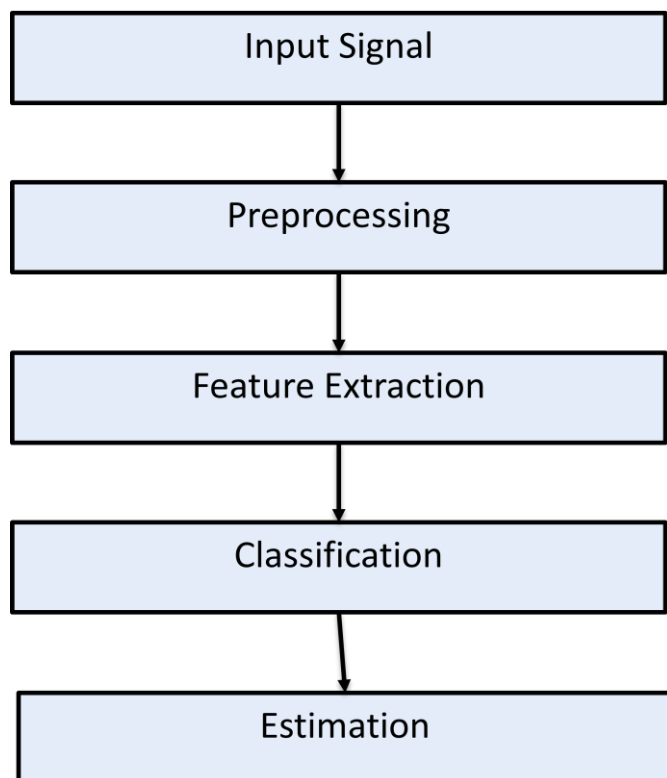 Input Signal
Preprocessing
Feature Extraction
Classification
Estimation